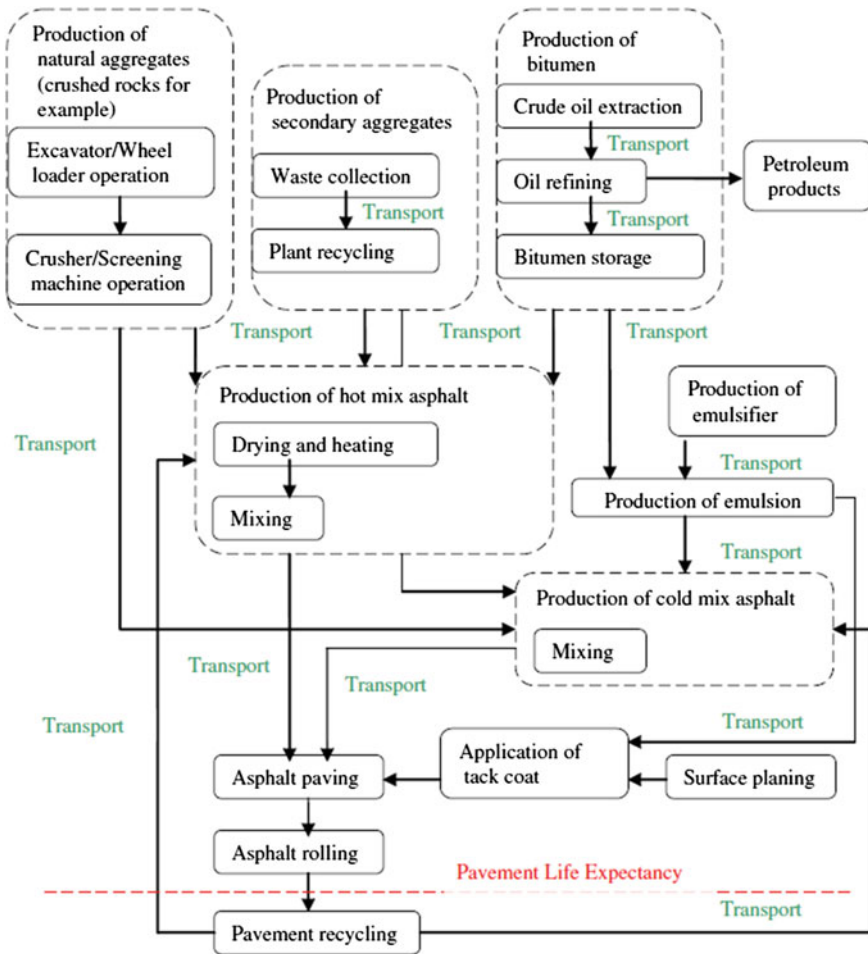 Production of
natural aggregates
(crushed rocks for
example)
Excavator/Wheel
loader operation
Crusher/Screening
machine operation
Production of
secondary aggregates
Waste collection
Transport
Plant recycling
Production of
bitumen
Crude oil extraction
Transport
Oil refining
Transport
Bitumen storage
Petroleum
products
Transport
Transport
Transport
Production of hot mix asphalt
Drying and heating
Mixing
Production of
emulsifier
Transport
Transport
Production of emulsion
Transport
Production of cold mix asphalt
Mixing
Transport
Transport
Transport
Transport
Asphalt paving
Application of
tack coat
Surface planing
Asphalt rolling
Pavement Life Expectancy
Transport
Pavement recycling